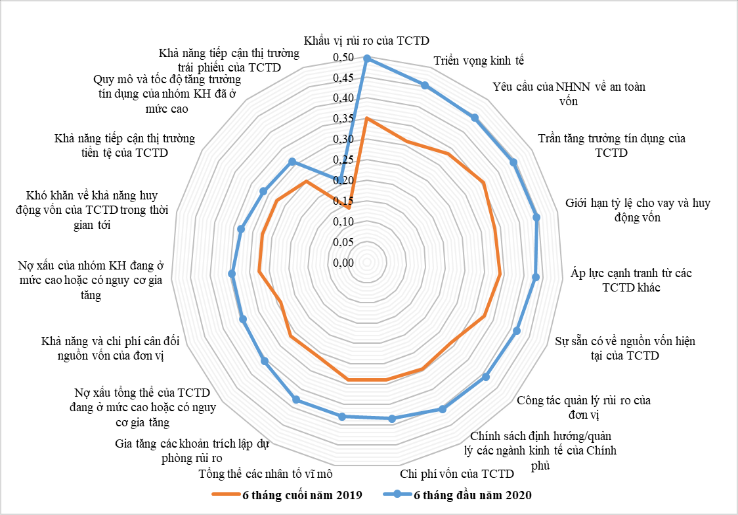 Khẩu vị rủi ro của TCTD
Triển vọng kinh tế
Yêu cầu của NHNN về an toàn
vốn
Trần tăng trưởng tín dụng của
TCTD
Giới hạn tỷ lệ cho vay và huy
động vốn
Áp lực cạnh tranh từ các
TCTD khác
Sự sẵn có về nguồn vốn hiện
tại của TCTD
Công tác quản lý rủi ro của
đơn vị
Chính sách định hướng/quản
lý các ngành kinh tế của Chính
phủ
Chi phí vốn của TCTD
Tổng thể các nhân tố vĩ mô
Gia tăng các khoản trích lập dự
phòng rủi ro
Nợ xấu tổng thể của TCTD
đang ở mức cao hoặc có nguy
cơ gia tăng
Khả năng và chi phí cân đối
nguồn vốn của đơn vị
Nợ xấu của nhóm KH đang ở
mức cao hoặc có nguy cơ gia
tăng
Khó khăn về khả năng huy
động vốn của TCTD trong thời
gian tới
Khả năng tiếp cận thị trường
tiền tệ của TCTD
Quy mô và tốc độ tăng trưởng
tín dụng của nhóm KH đã ở
mức cao
Khả năng tiếp cận thị trường
trái phiếu của TCTD
0,50
0,45
0,40
0,35
0,30
0,25
0,20
0,15
0,10
0,05
0,00
6 tháng cuối năm 2019
6 tháng đầu năm 2020